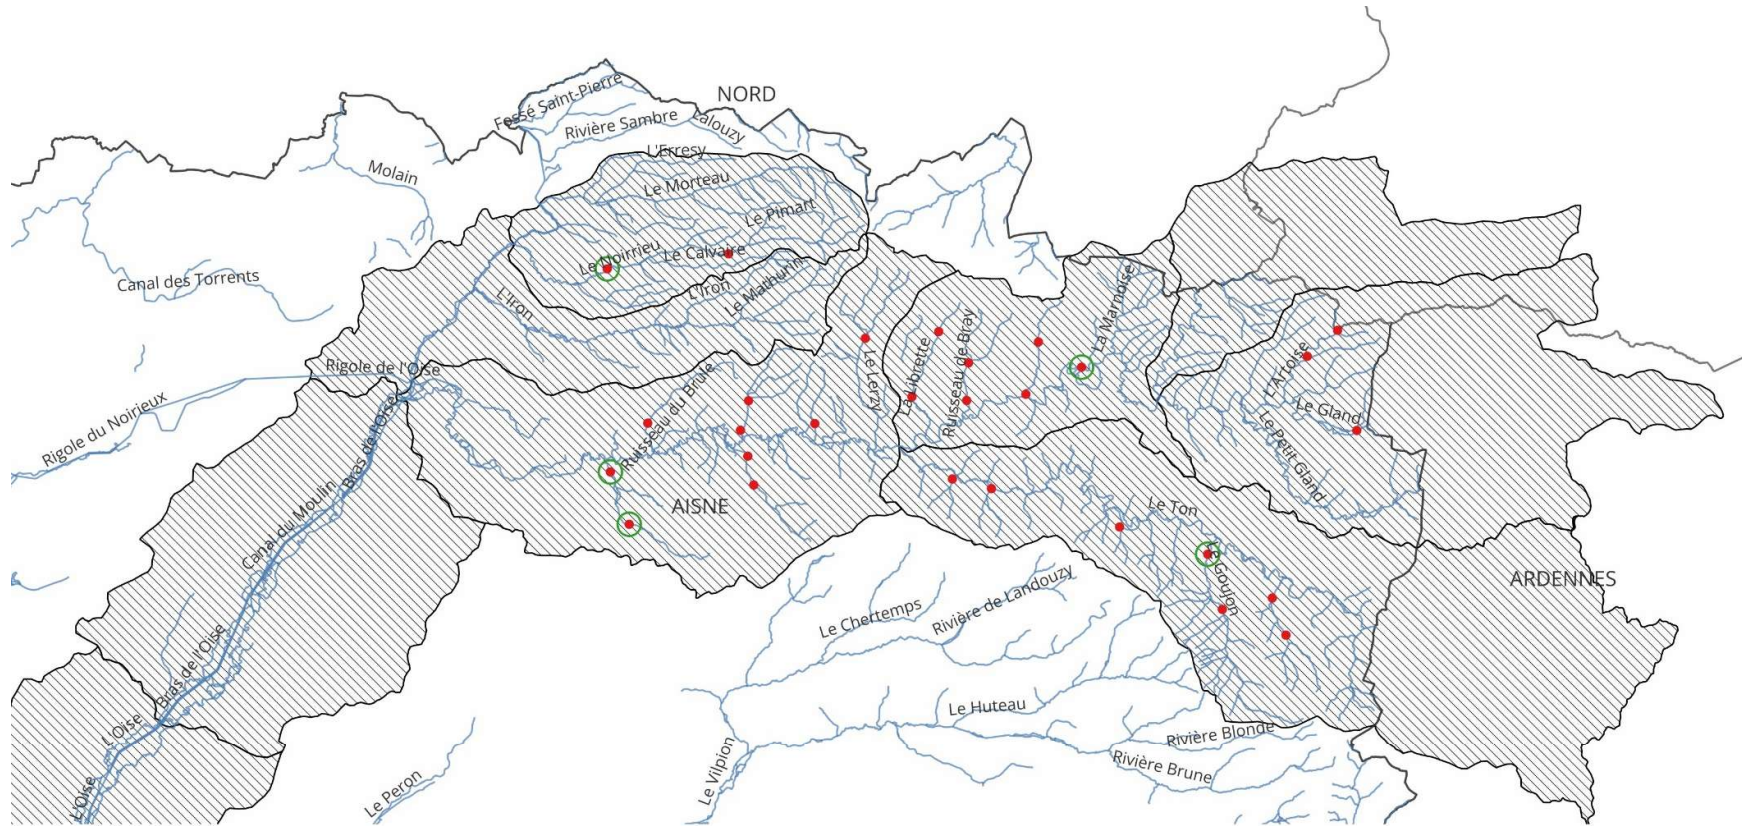 NORD
Fossé Saint-Pierre
Rivière Sambre
Lalouzy
L'Erresy
Molain
Le Morteau
Le Pimart
Le Noirrieu
Le Calvaire
Canal des Torrents
L'Iron
L'Iron
Le Mathurin
La Marnoise
Rigole de l'Oise
Ruisseau du Brulé
Le Lerzy
La Librette
Ruisseau de Bray
L'Artoise
Le Gland
Le Petit Gland
Rigole du Noirieux
Bras de l'Oise
Canal du Moulin
AISNE
Le Ton
Le Goujon
ARDENNES
Le Chertemps
Rivière de Landouzy
Bras de l'Oise
L'Oise
Le Huteau
Rivière Blonde
Rivière Brune
Le Vilpion
Le Peron
L'Oise